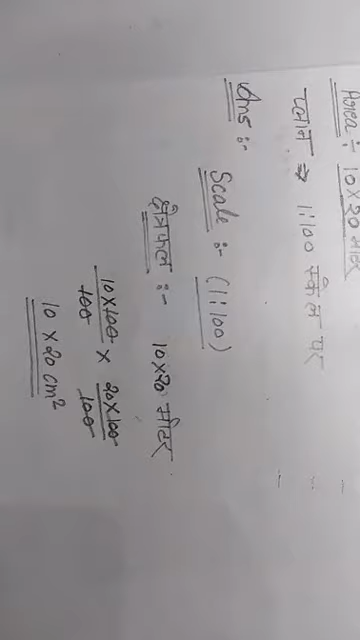 Area :- 10 x 20 मीटर
प्लान ⇒ 1:100 स्केल पर
Ans :-
Scale :- (1:100)
क्षेत्रफल :- 10 x 20 मीटर
10 x 100 / 100 x 20 x 100 / 100
10 x 20 cm²